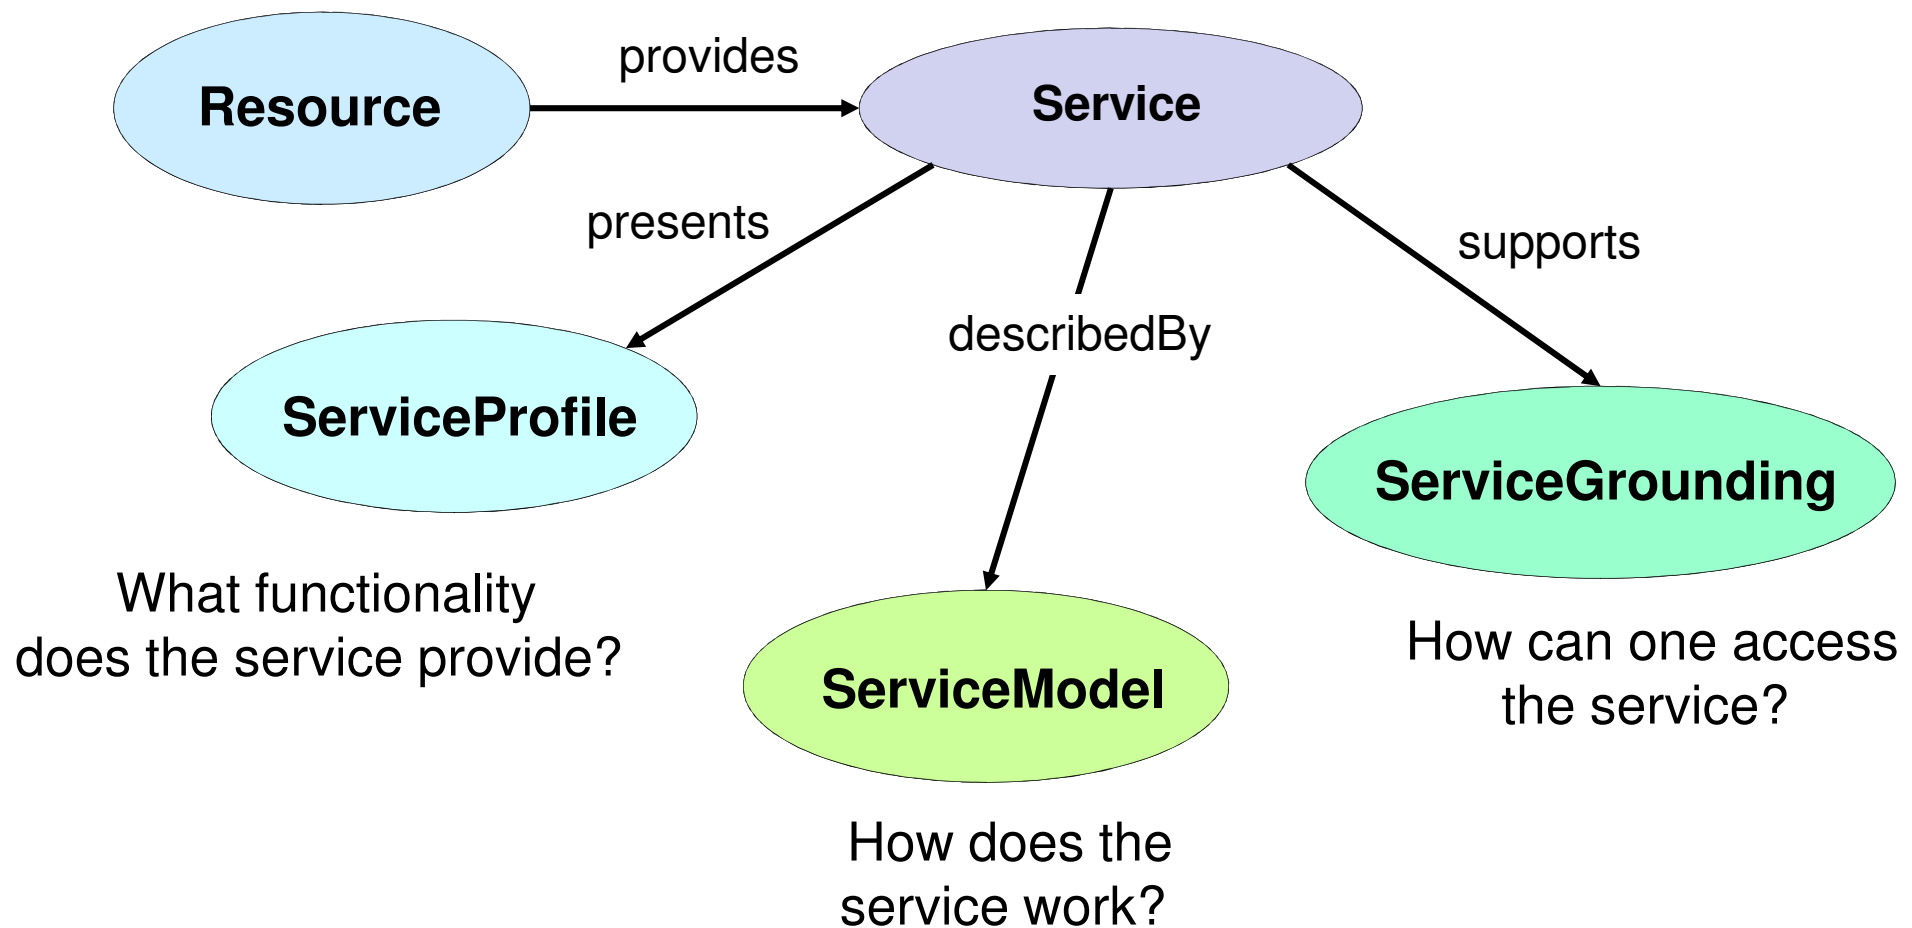 provides
Resource
Service
presents
supports
describedBy
ServiceProfile
ServiceGrounding
What functionality
does the service provide?
ServiceModel
How can one access
the service?
How does the
service work?